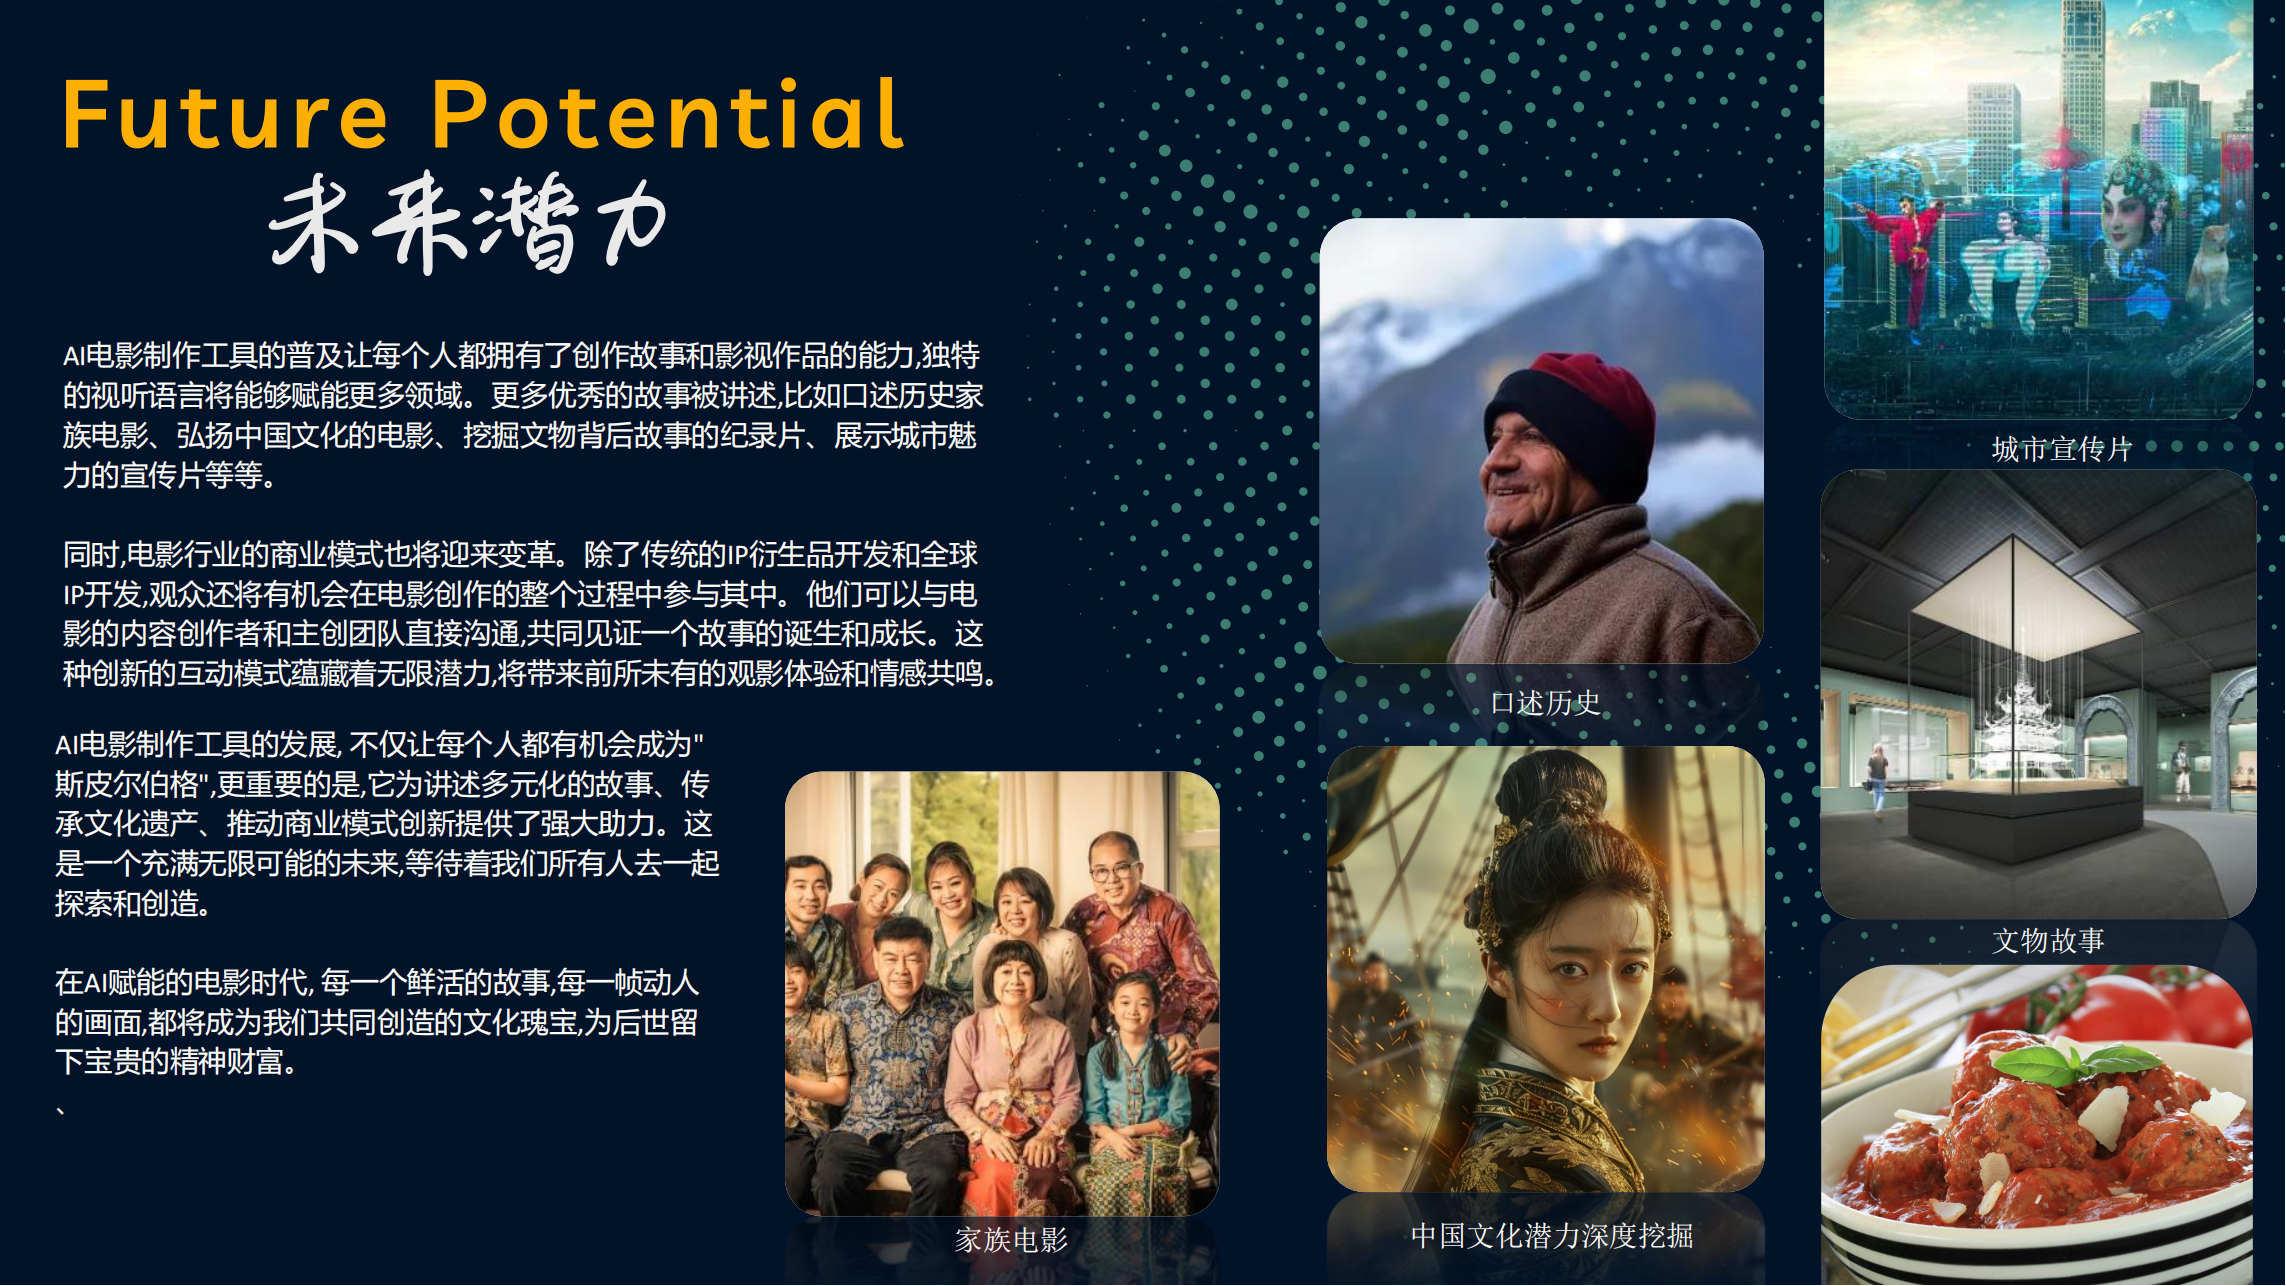 Future Potential
未来潜力
AI电影制作工具的普及让每个人都拥有了创作故事和影视作品的能力,独特
的视听语言将能够赋能更多领域。更多优秀的故事被讲述,比如口述历史家
族电影、弘扬中国文化的电影、挖掘文物背后故事的纪录片、展示城市魅
力的宣传片等等。
同时,电影行业的商业模式也将迎来变革。除了传统的IP衍生品开发和全球
IP开发,观众还将有机会在电影创作的整个过程中参与其中。他们可以与电
影的内容创作者和主创团队直接沟通,共同见证一个故事的诞生和成长。这
种创新的互动模式蕴藏着无限潜力,将带来前所未有的观影体验和情感共鸣。
AI电影制作工具的发展, 不仅让每个人都有机会成为"
斯皮尔伯格",更重要的是,它为讲述多元化的故事、传
承文化遗产、推动商业模式创新提供了强大助力。这
是一个充满无限可能的未来,等待着我们所有人去一起
探索和创造。
在AI赋能的电影时代, 每一个鲜活的故事,每一帧动人
的画面,都将成为我们共同创造的文化瑰宝,为后世留
下宝贵的精神财富。
、
家族电影
口述历史
中国文化潜力深度挖掘
城市宣传片
文物故事